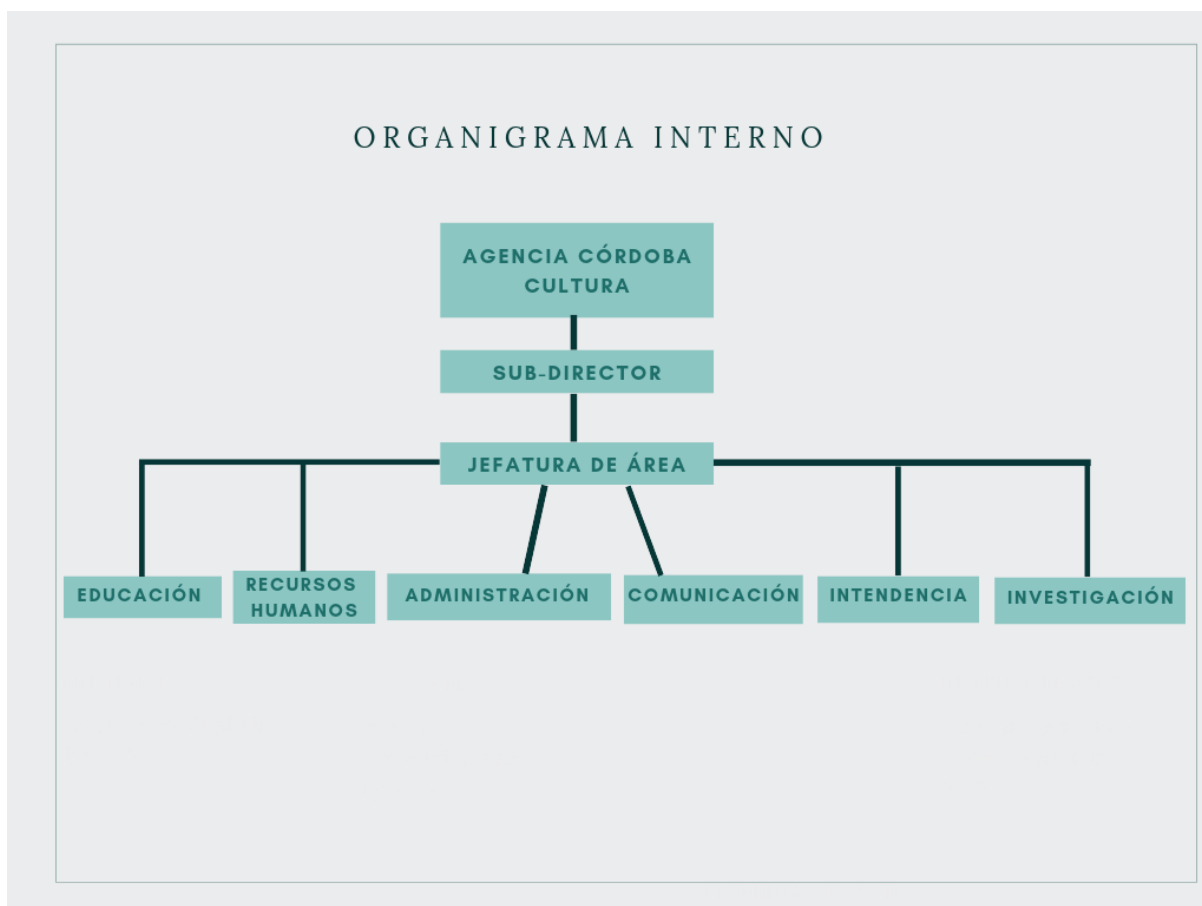 ORGANIGRAMA INTERNO
AGENCIA CÓRDOBA
CULTURA
SUB-DIRECTOR
JEFATURA DE ÁREA
EDUCACIÓN
RECURSOS
HUMANOS
ADMINISTRACIÓN
COMUNICACIÓN
INTENDENCIA
INVESTIGACIÓN